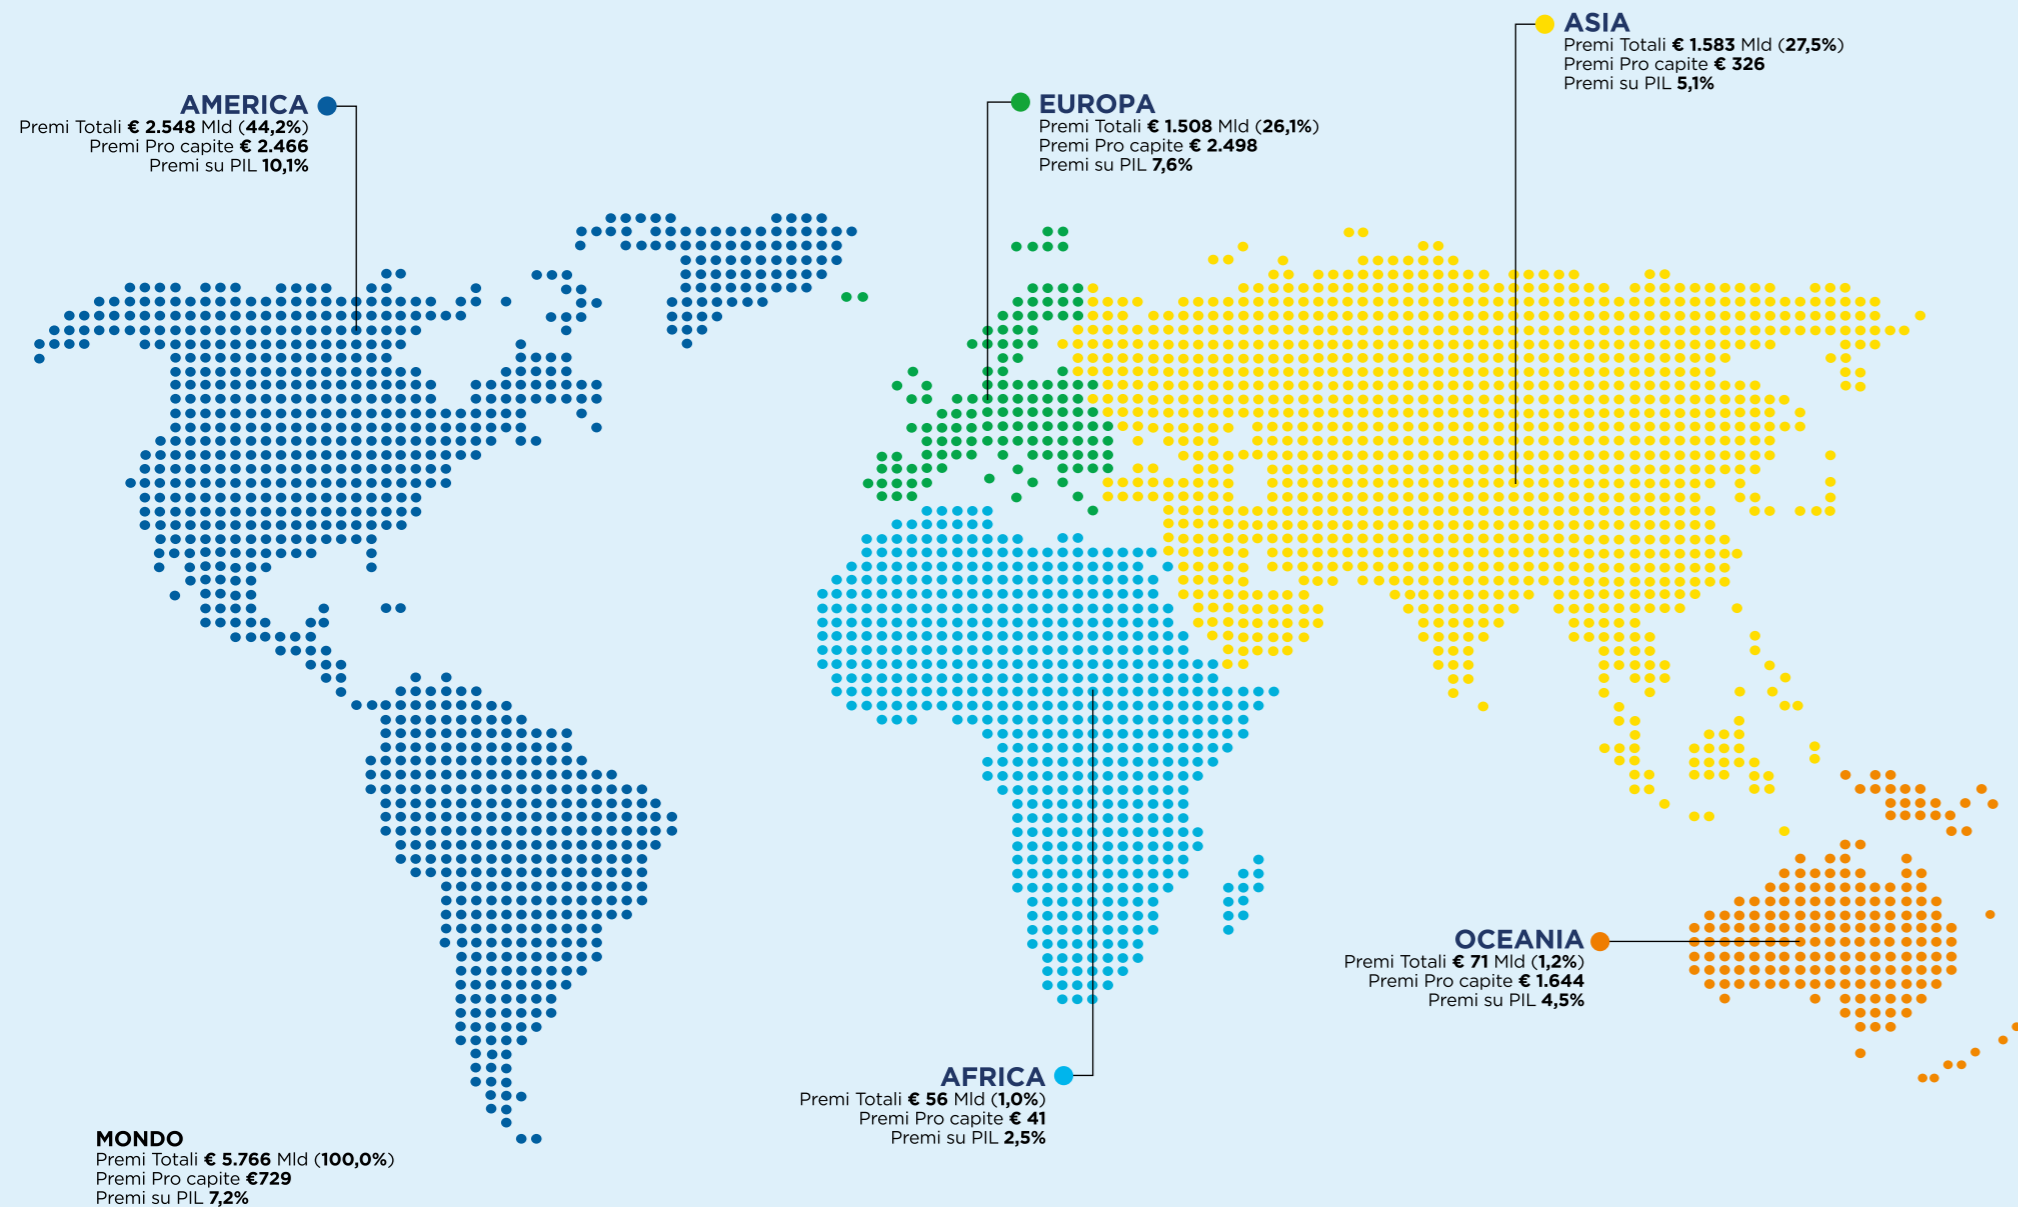 ASIA
Premi Totali € 1.583 Mld (27,5%)
Premi Pro capite € 326
Premi su PIL 5,1%
AMERICA
Premi Totali € 2.548 Mld (44,2%)
Premi Pro capite € 2.466
Premi su PIL 10,1%
EUROPA
Premi Totali € 1.508 Mld (26,1%)
Premi Pro capite € 2.498
Premi su PIL 7,6%
OCEANIA
Premi Totali € 71 Mld (1,2%)
Premi Pro capite € 1.644
Premi su PIL 4,5%
AFRICA
Premi Totali € 56 Mld (1,0%)
Premi Pro capite € 41
Premi su PIL 2,5%
MONDO
Premi Totali € 5.766 Mld (100,0%)
Premi Pro capite €729
Premi su PIL 7,2%